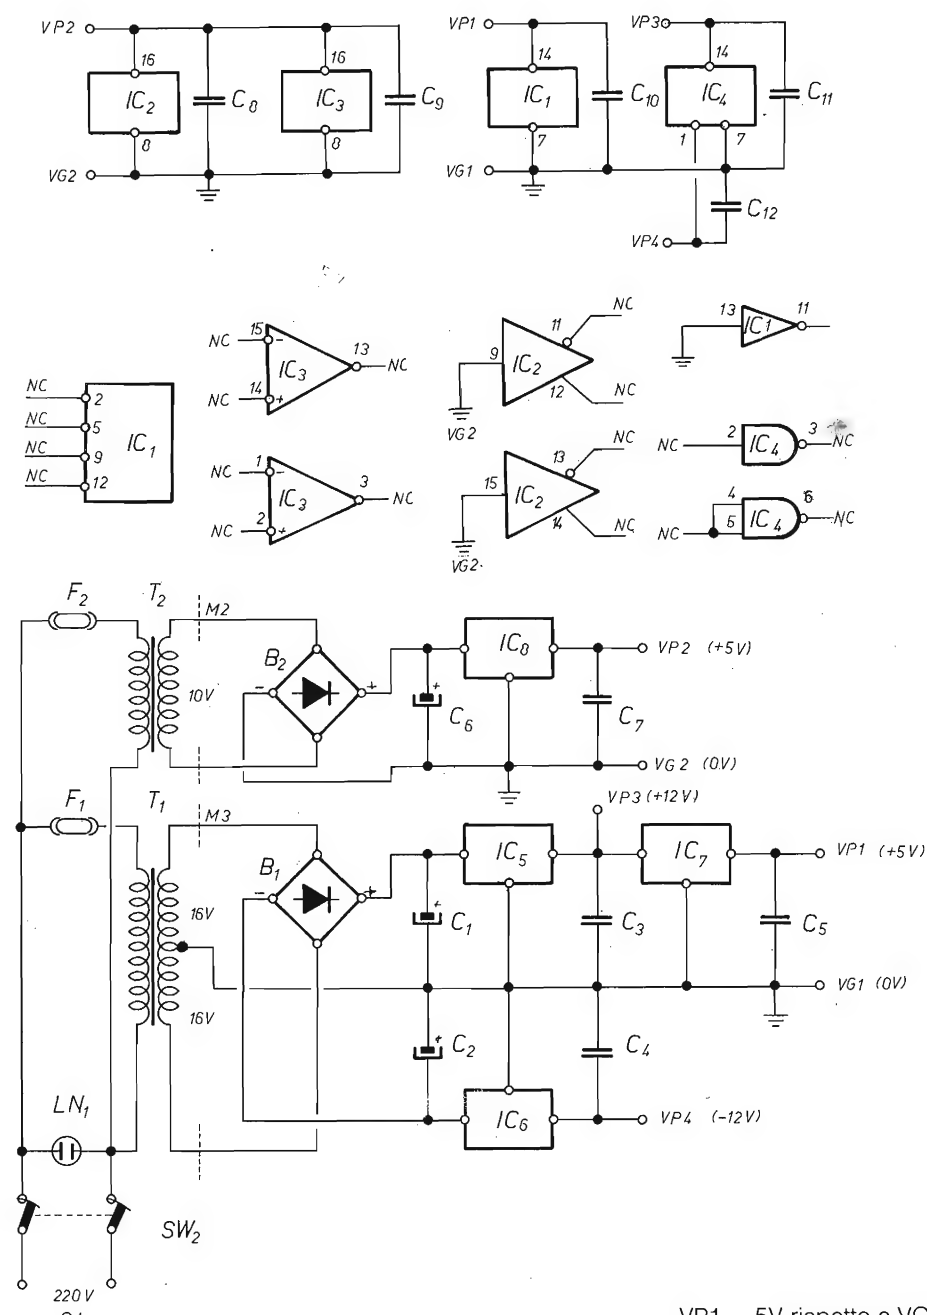 VP2 VP1 VP3
16 16 14 14
IC2 C8 IC3 C9 IC1 C10 IC4 C11
8 8 7 1 7
VG2 VG1
C12
VP4
NC 15 - IC3 13 NC
NC 14 +
9 IC2 11 NC
12 NC
VG2
13 IC1 11
NC 2
NC 5
NC 9
NC 12
IC1
NC 2 IC4 3 NC
NC 1 - IC3 3 NC
NC 2 +
15 IC2 13 NC
14 NC
VG2.
4 IC4 6 NC
NC 5
F2 T2 M2
B2 - +
10V
IC8 VP2 (+5V)
+ C6 C7
VG2 (0V)
F1 T1 M3
VP3 (+12V)
B1 - +
IC5 IC7 VP1 (+5V)
16V
+ C1 C3 C5
VG1 (0V)
16V
+ C2 C4
LN1
IC6 VP4 (-12V)
SW2
220V